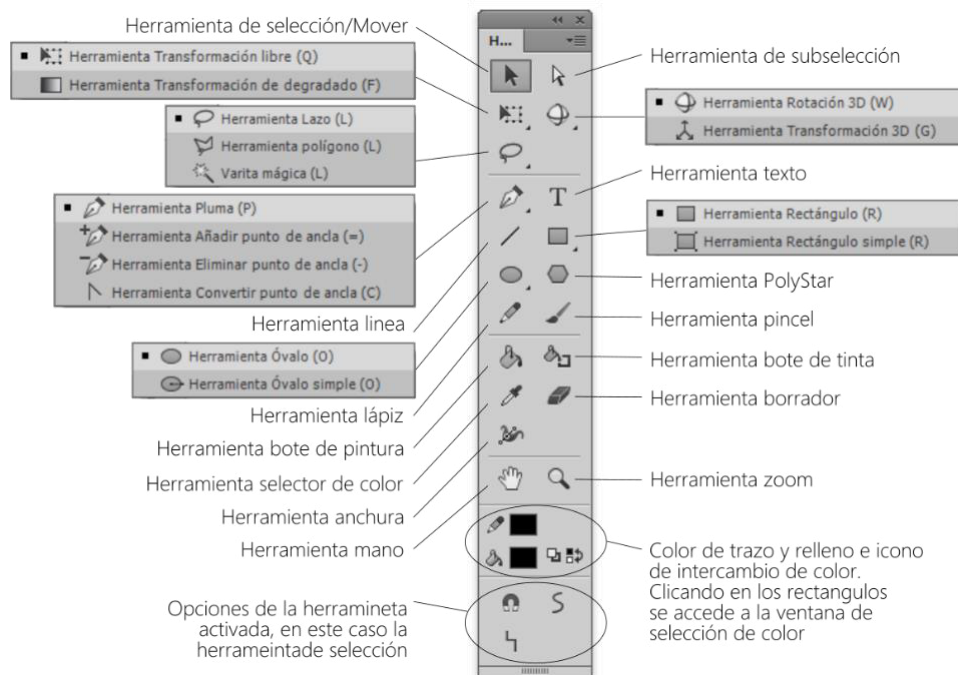 Herramienta de selección/Mover
H...
Herramienta de subselección
Herramienta Transformación libre (Q)
Herramienta Transformación de degradado (F)
Herramienta Rotación 3D (W)
Herramienta Transformación 3D (G)
Herramienta Lazo (L)
Herramienta polígono (L)
Varita mágica (L)
Herramienta texto
Herramienta Pluma (P)
Herramienta Añadir punto de ancla (=)
Herramienta Eliminar punto de ancla (-)
Herramienta Convertir punto de ancla (C)
T
Herramienta Rectángulo (R)
Herramienta Rectángulo simple (R)
Herramienta PolyStar
Herramienta linea
Herramienta pincel
Herramienta Óvalo (O)
Herramienta Óvalo simple (O)
Herramienta bote de tinta
Herramienta lápiz
Herramienta borrador
Herramienta bote de pintura
Herramienta selector de color
Herramienta zoom
Herramienta anchura
Herramienta mano
Color de trazo y relleno e icono
de intercambio de color.
Clicando en los rectangulos
se accede a la ventana de
selección de color
Opciones de la herramineta
activada, en este caso la
herrameintade selección